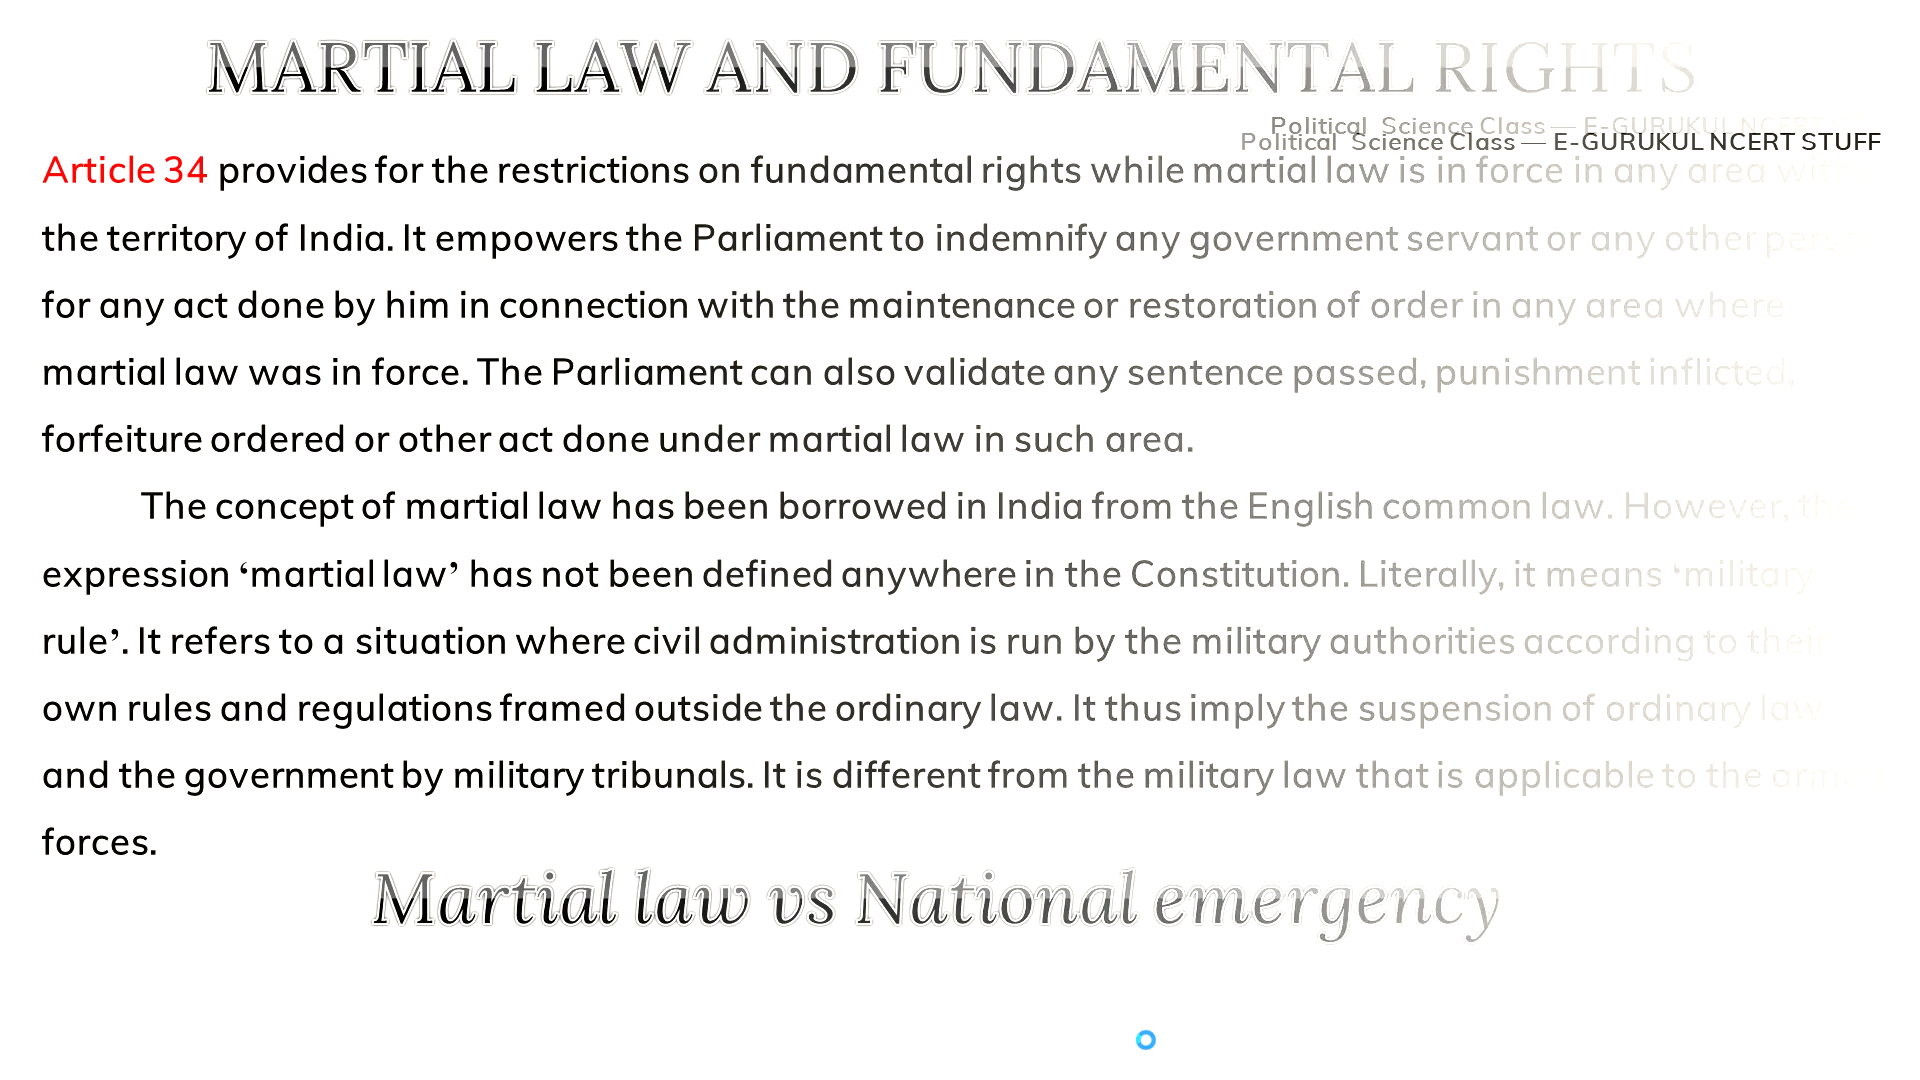 MARTIAL LAW AND FUNDAMENTAL RIGHTS
Political Science Class — E-GURUKUL NCERT
Political Science Class — E-GURUKUL NCERT STUFF
Article 34 provides for the restrictions on fundamental rights while martial law is in force in any area
the territory of India. It empowers the Parliament to indemnify any government servant or any other
for any act done by him in connection with the maintenance or restoration of order in any area where
martial law was in force. The Parliament can also validate any sentence passed, punishment inflicted,
forfeiture ordered or other act done under martial law in such area.
The concept of martial law has been borrowed in India from the English common law. However, the
expression ‘martial law’ has not been defined anywhere in the Constitution. Literally, it means ‘military
rule’. It refers to a situation where civil administration is run by the military authorities according to their
own rules and regulations framed outside the ordinary law. It thus imply the suspension of ordinary law
and the government by military tribunals. It is different from the military law that is applicable to the
forces.
Martial law vs National emergency